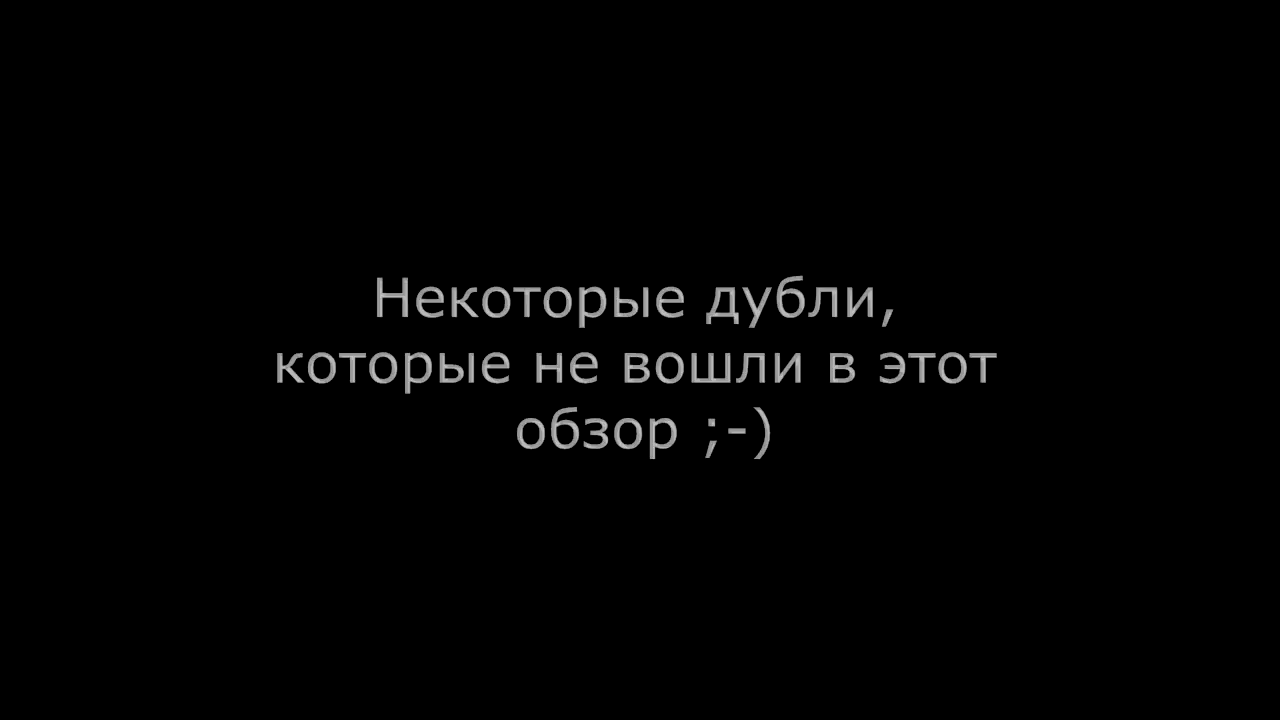 Некоторые дубли,
которые не вошли в этот
обзор ;-)